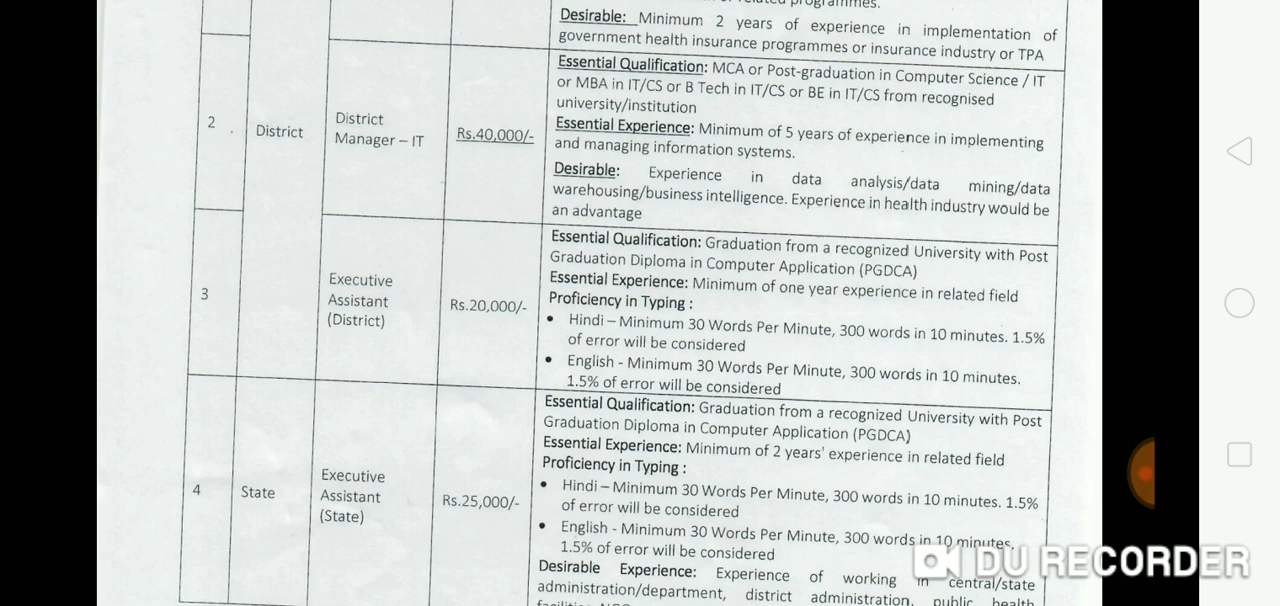 programmes.
Desirable: Minimum 2 years of experience in implementation of
government health insurance programmes or insurance industry or TPA
2
District
District
Manager – IT
Rs.40,000/-
Essential Qualification: MCA or Post-graduation in Computer Science / IT
or MBA in IT/CS or B Tech in IT/CS or BE in IT/CS from recognised
university/institution
Essential Experience: Minimum of 5 years of experience in implementing
and managing information systems.
Desirable: Experience in data analysis/data mining/data
warehousing/business intelligence. Experience in health industry would be
an advantage
3
Executive
Assistant
(District)
Rs.20,000/-
Essential Qualification: Graduation from a recognized University with Post
Graduation Diploma in Computer Application (PGDCA)
Essential Experience: Minimum of one year experience in related field
Proficiency in Typing :
• Hindi – Minimum 30 Words Per Minute, 300 words in 10 minutes. 1.5%
of error will be considered
• English - Minimum 30 Words Per Minute, 300 words in 10 minutes.
1.5% of error will be considered
4
State
Executive
Assistant
(State)
Rs.25,000/-
Essential Qualification: Graduation from a recognized University with Post
Graduation Diploma in Computer Application (PGDCA)
Essential Experience: Minimum of 2 years' experience in related field
Proficiency in Typing :
• Hindi – Minimum 30 Words Per Minute, 300 words in 10 minutes. 1.5%
of error will be considered
• English - Minimum 30 Words Per Minute, 300 words in 10 minutes.
1.5% of error will be considered
Desirable Experience: Experience of working in central/state
administration/department, district administration, public health
DU RECORDER